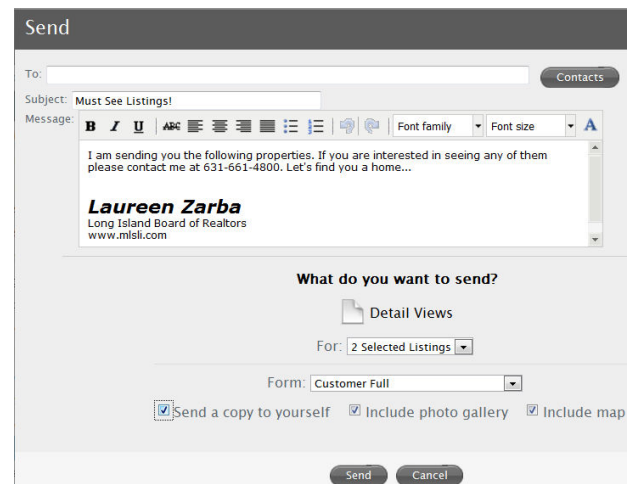 Send
To:
Contacts
Subject: Must See Listings!
Message:
B I U ABC Font family Font size A
I am sending you the following properties. If you are interested in seeing any of them
please contact me at 631-661-4800. Let's find you a home...
Laureen Zarba
Long Island Board of Realtors
www.mlsli.com
What do you want to send?
Detail Views
For: 2 Selected Listings
Form: Customer Full
Send a copy to yourself Include photo gallery Include map
Send Cancel